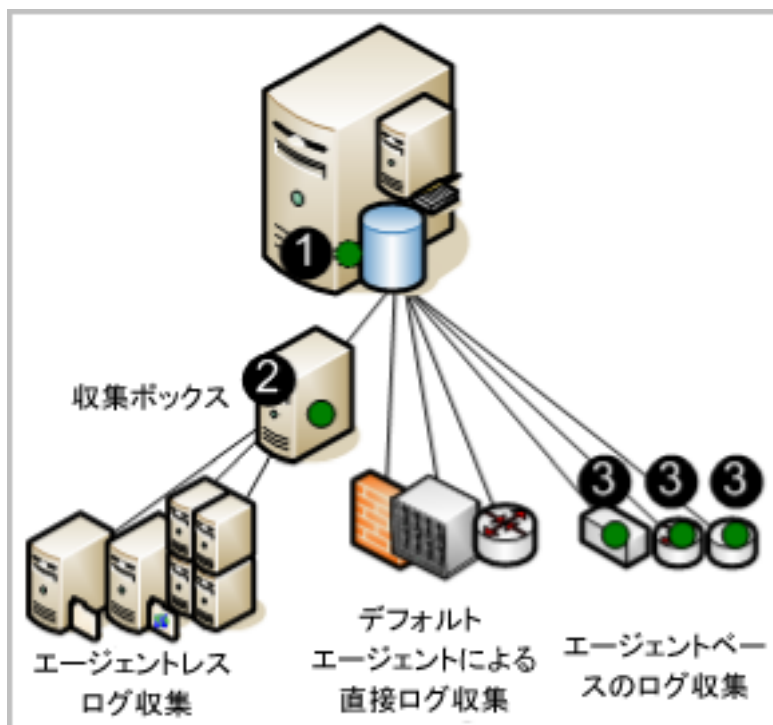 1
2
収集ボックス
3 3 3
エージェントレス
ログ収集
デフォルト
エージェントによる
直接ログ収集
エージェントベー
スのログ収集